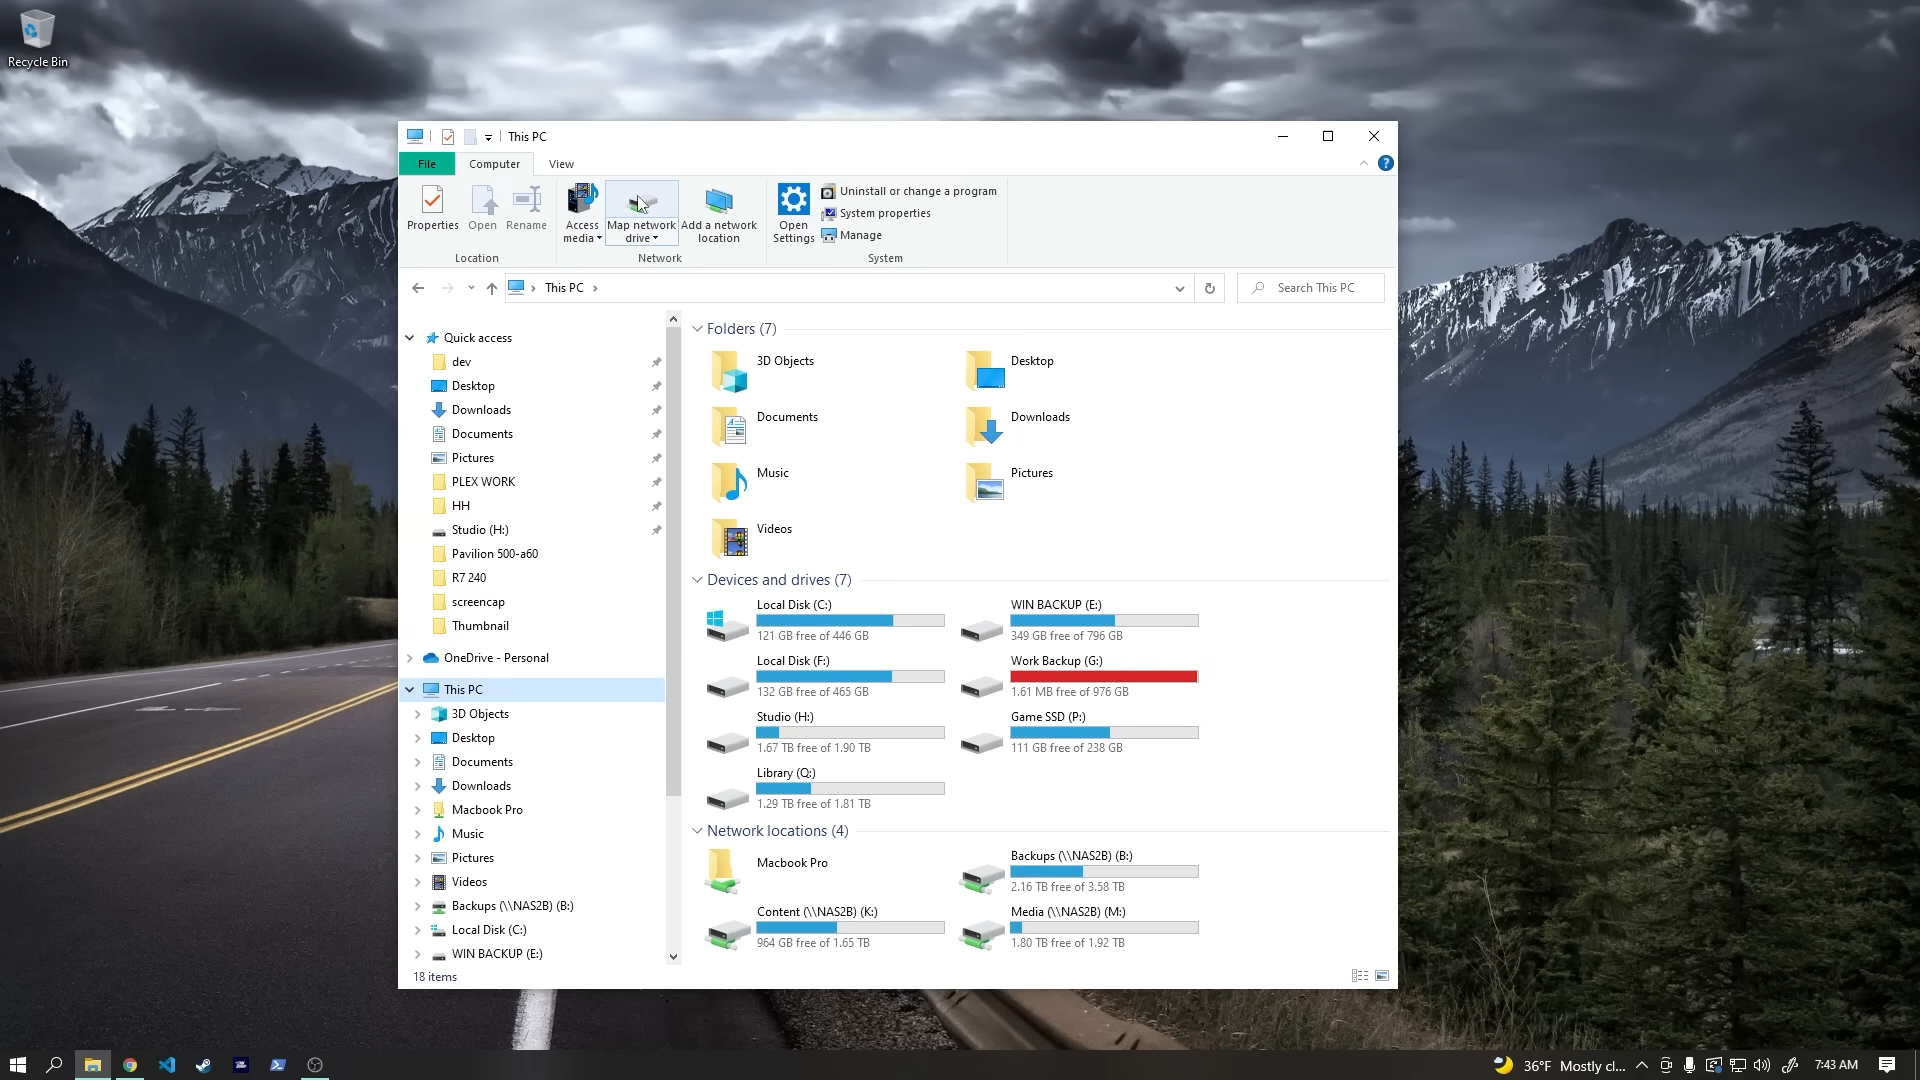 Recycle Bin
This PC
File
Computer
View
Properties
Open
Rename
Access media
Map network drive
Add a network location
Open Settings
Uninstall or change a program
System properties
Manage
Location
Network
System
This PC
Search This PC
Quick access
dev
Desktop
Downloads
Documents
Pictures
PLEX WORK
HH
Studio (H:)
Pavilion 500-a60
R7 240
screencap
Thumbnail
OneDrive - Personal
This PC
3D Objects
Desktop
Documents
Downloads
Macbook Pro
Music
Pictures
Videos
Backups (\\NAS2B) (B:)
Local Disk (C:)
WIN BACKUP (E:)
Folders (7)
3D Objects
Desktop
Documents
Downloads
Music
Pictures
Videos
Devices and drives (7)
Local Disk (C:)
121 GB free of 446 GB
WIN BACKUP (E:)
349 GB free of 796 GB
Local Disk (F:)
132 GB free of 465 GB
Work Backup (G:)
1.61 MB free of 976 GB
Studio (H:)
1.67 TB free of 1.90 TB
Game SSD (P:)
111 GB free of 238 GB
Library (Q:)
1.29 TB free of 1.81 TB
Network locations (4)
Macbook Pro
Backups (\\NAS2B) (B:)
2.16 TB free of 3.58 TB
Content (\\NAS2B) (K:)
964 GB free of 1.65 TB
Media (\\NAS2B) (M:)
1.80 TB free of 1.92 TB
18 items
36°F Mostly cl...
7:43 AM